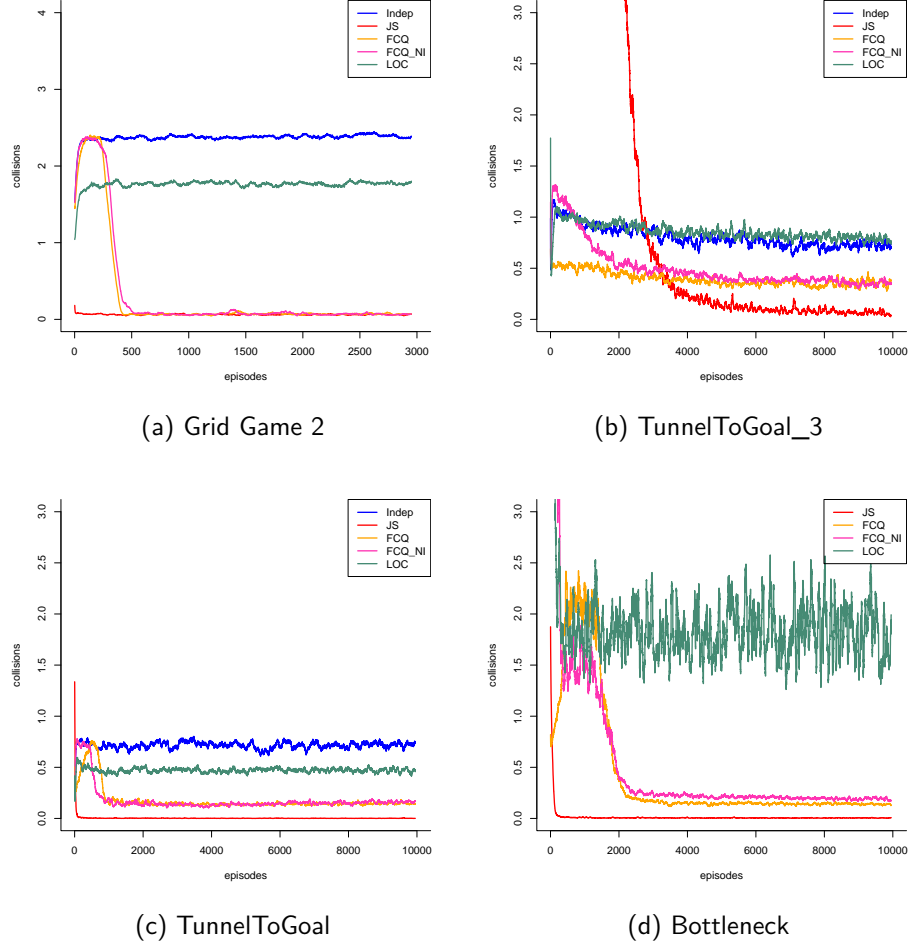 Indep
JS
FCQ
FCQ_NI
LOC
collisions
0 1 2 3 4
0 500 1000 1500 2000 2500 3000
episodes
(a) Grid Game 2
Indep
JS
FCQ
FCQ_NI
LOC
collisions
0.0 0.5 1.0 1.5 2.0 2.5 3.0
0 2000 4000 6000 8000 10000
episodes
(b) TunnelToGoal_3
Indep
JS
FCQ
FCQ_NI
LOC
collisions
0.0 0.5 1.0 1.5 2.0 2.5 3.0
0 2000 4000 6000 8000 10000
episodes
(c) TunnelToGoal
JS
FCQ
FCQ_NI
LOC
collisions
0.0 0.5 1.0 1.5 2.0 2.5 3.0
0 2000 4000 6000 8000 10000
episodes
(d) Bottleneck